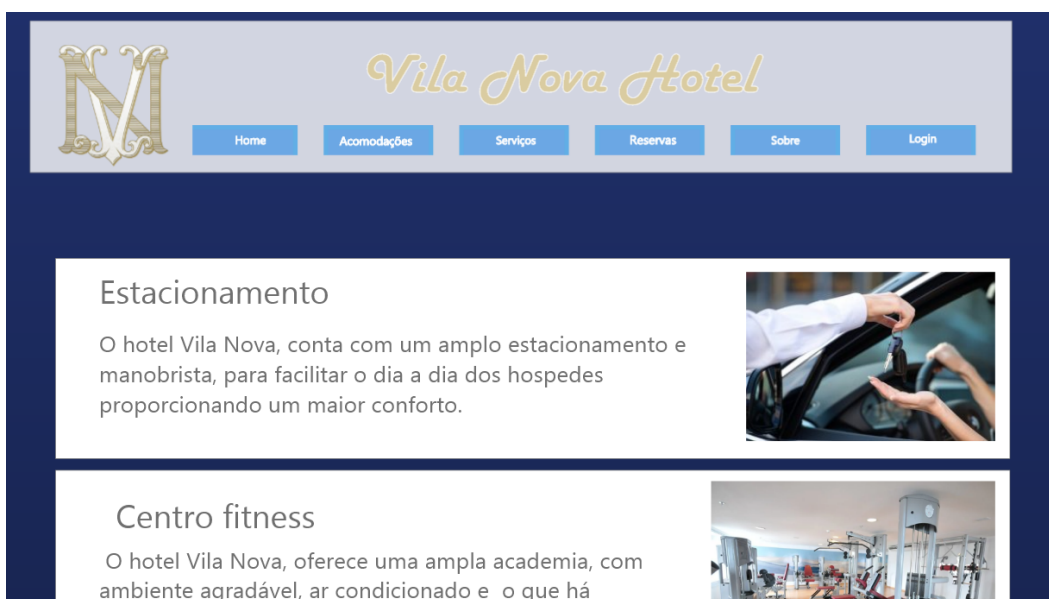 Vila Nova Hotel
Home Acomodações Serviços Reservas Sobre Login
Estacionamento
O hotel Vila Nova, conta com um amplo estacionamento e
manobrista, para facilitar o dia a dia dos hospedes
proporcionando um maior conforto.
Centro fitness
O hotel Vila Nova, oferece uma ampla academia, com
ambiente agradável, ar condicionado e o que há